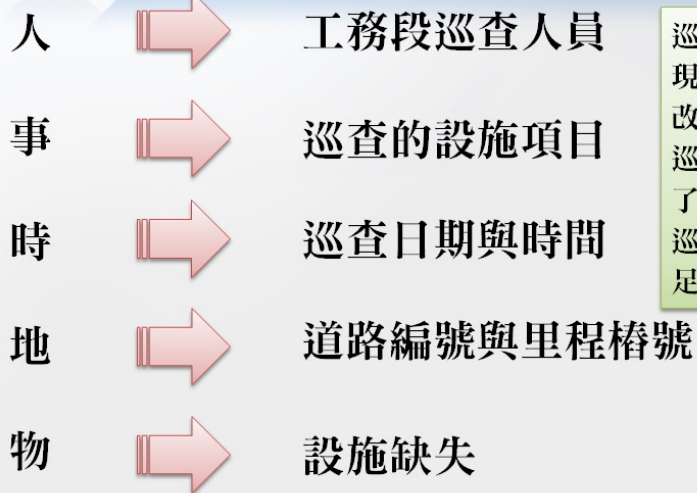 人
工務段巡查人員
事
巡查的設施項目
時
巡查日期與時間
地
道路編號與里程樁號
物
設施缺失
巡
現
改
巡
了
巡
足